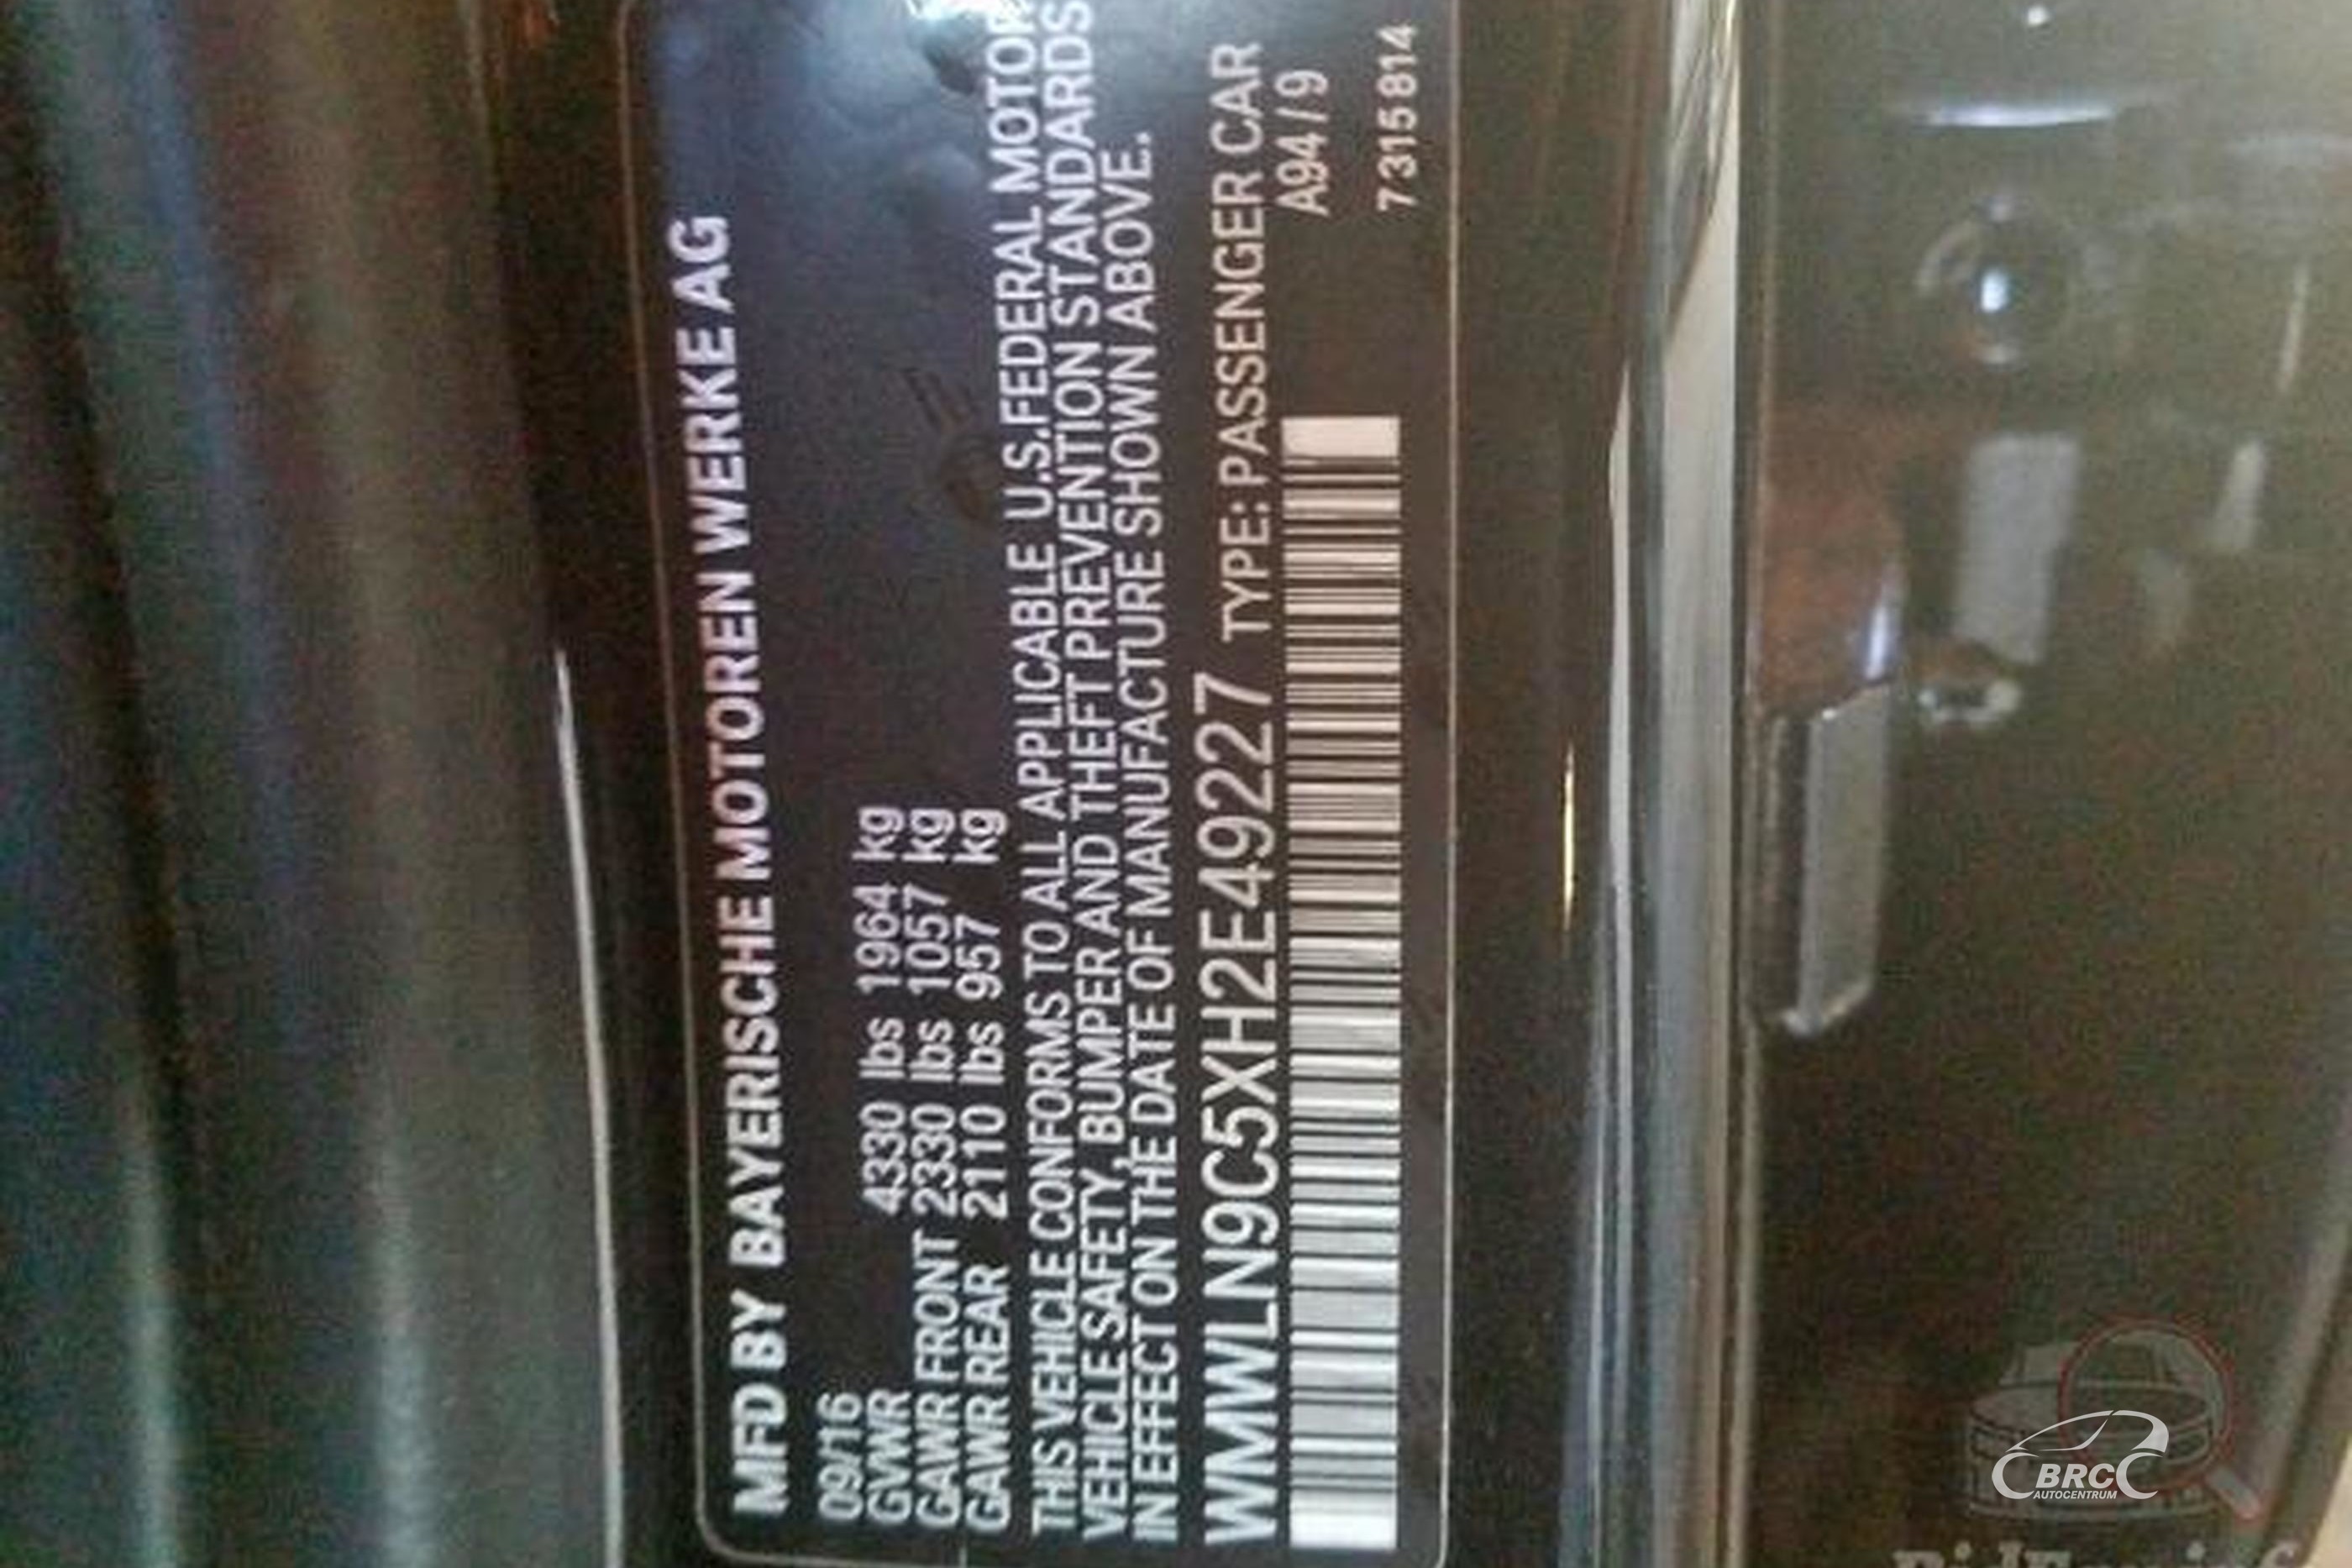 MFD BY BAYERISCHE MOTOREN WERKE AG
09/16
GVWR 4330 lbs 1964 kg
GAWR FRONT 2330 lbs 1057 kg
GAWR REAR 2110 lbs 957 kg
THIS VEHICLE CONFORMS TO ALL APPLICABLE U.S.FEDERAL MOTOR
VEHICLE SAFETY, BUMPER AND THEFT PREVENTION STANDARDS
IN EFFECT ON THE DATE OF MANUFACTURE SHOWN ABOVE.
WMWLN9C5XH2E49227 TYPE: PASSENGER CAR
A94/9
7315814
BRC
AUTOCENTRUM